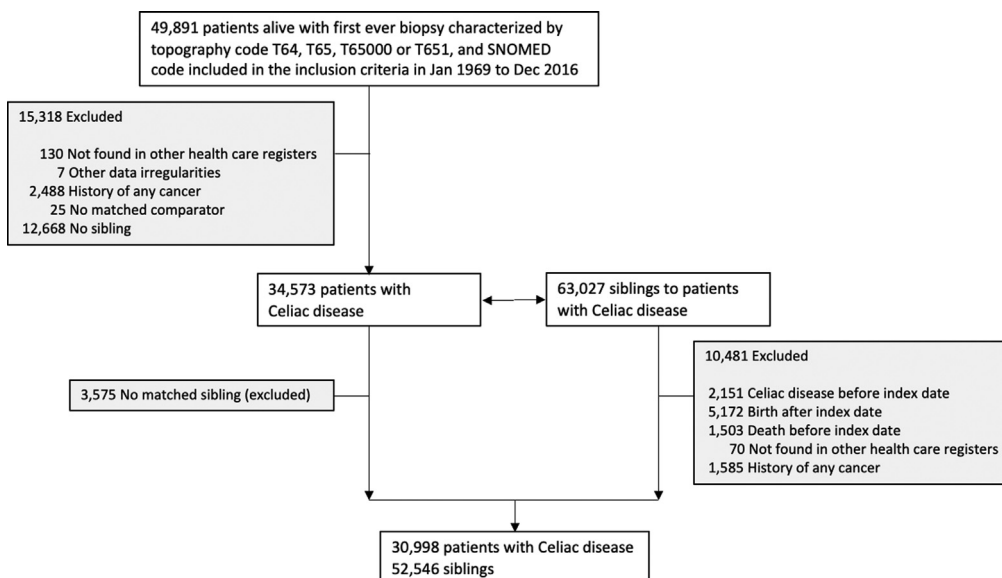 49,891 patients alive with first ever biopsy characterized by
topography code T64, T65, T65000 or T651, and SNOMED
code included in the inclusion criteria in Jan 1969 to Dec 2016
15,318 Excluded
130 Not found in other health care registers
7 Other data irregularities
2,488 History of any cancer
25 No matched comparator
12,668 No sibling
34,573 patients with
Celiac disease
63,027 siblings to patients
with Celiac disease
3,575 No matched sibling (excluded)
10,481 Excluded
2,151 Celiac disease before index date
5,172 Birth after index date
1,503 Death before index date
70 Not found in other health care registers
1,585 History of any cancer
30,998 patients with Celiac disease
52,546 siblings